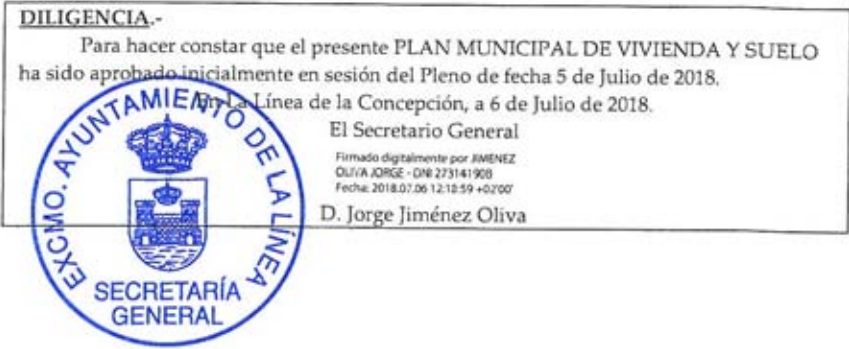 DILIGENCIA.-
Para hacer constar que el presente PLAN MUNICIPAL DE VIVIENDA Y SUELO
ha sido aprobado inicialmente en sesión del Pleno de fecha 5 de Julio de 2018.
En La Línea de la Concepción, a 6 de Julio de 2018.
El Secretario General
Firmado digitalmente por JIMENEZ
OLIVA JORGE - DNI 27314190B
Fecha: 2018.07.06 12:18:59 +02'00'
D. Jorge Jiménez Oliva
EXCMO. AYUNTAMIENTO DE LA LÍNEA
SECRETARÍA
GENERAL